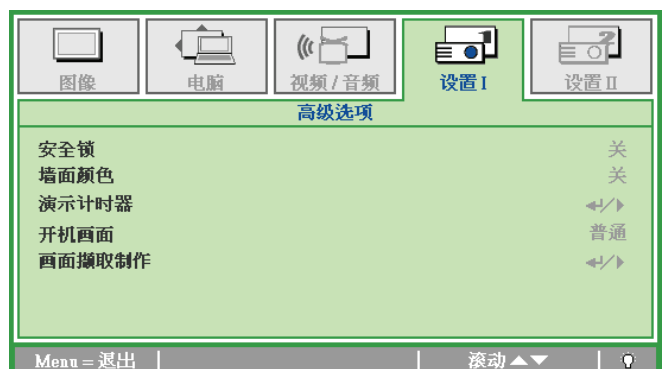 图像 电脑 视频 / 音频 设置 I 设置 II
高级选项
安全锁 关
墙面颜色 关
演示计时器
开机画面 普通
画面撷取制作
Menu = 退出 滚动▲▼